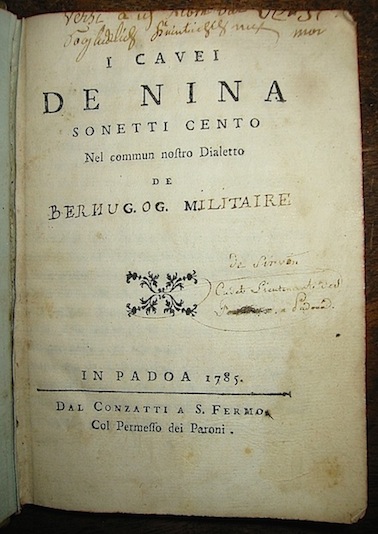 I CAVEI
DE NINA
SONETTI CENTO
Nel commun nostro Dialetto
DE
BERNUG. OG. MILITAIRE
IN PADOA 1785.
DAL CONZATTI A S. FERMO.
Col Permesso dei Paroni.